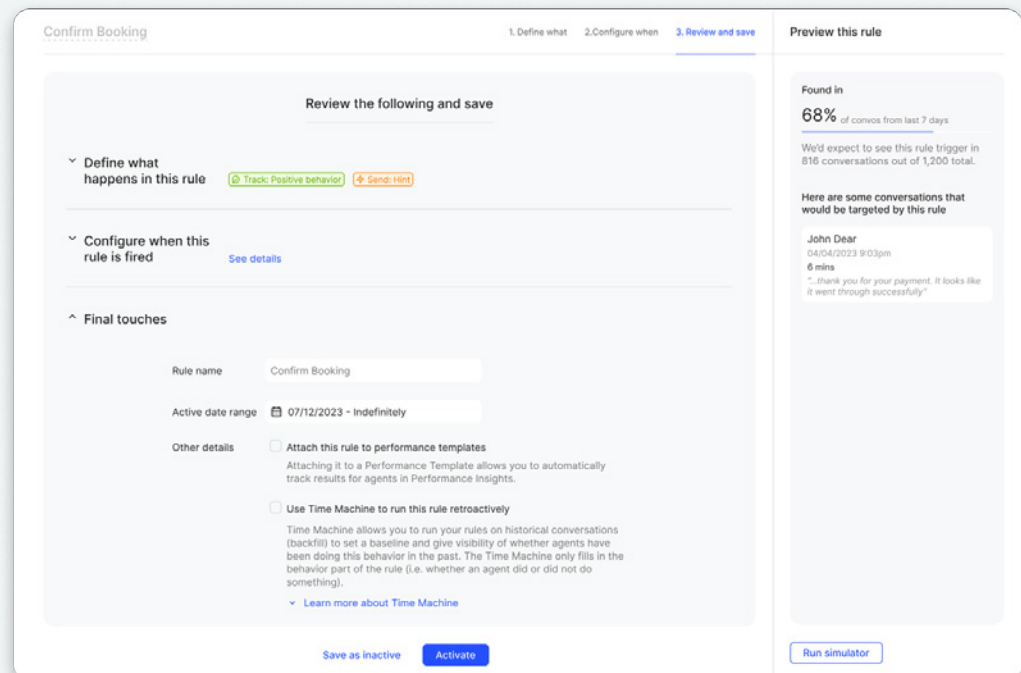 Confirm Booking
1. Define what
2.Configure when
3. Review and save
Preview this rule
Review the following and save
Define what
happens in this rule
Track: Positive behavior
Send: Hint
Configure when this
rule is fired
See details
Final touches
Rule name
Confirm Booking
Active date range
07/12/2023 - Indefinitely
Other details
Attach this rule to performance templates
Attaching it to a Performance Template allows you to automatically
track results for agents in Performance Insights.
Use Time Machine to run this rule retroactively
Time Machine allows you to run your rules on historical conversations
(backfill) to set a baseline and give visibility of whether agents have
been doing this behavior in the past. The Time Machine only fills in the
behavior part of the rule (i.e. whether an agent did or did not do
something).
Learn more about Time Machine
Save as inactive
Activate
Found in
68% of convos from last 7 days
We'd expect to see this rule trigger in
816 conversations out of 1,200 total.
Here are some conversations that
would be targeted by this rule
John Dear
04/04/2023 9:03pm
6 mins
"...thank you for your payment. It looks like
it went through successfully"
Run simulator